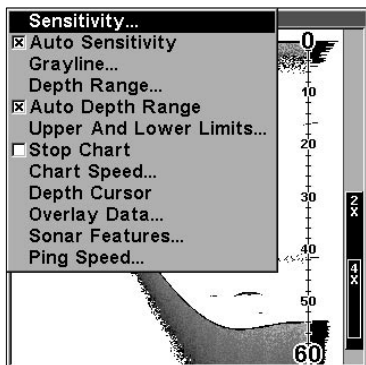 Sensitivity...
Auto Sensitivity
Grayline...
Depth Range...
Auto Depth Range
Upper And Lower Limits...
Stop Chart
Chart Speed...
Depth Cursor
Overlay Data...
Sonar Features...
Ping Speed...
0
10
20
30
40
50
60
2X
4X